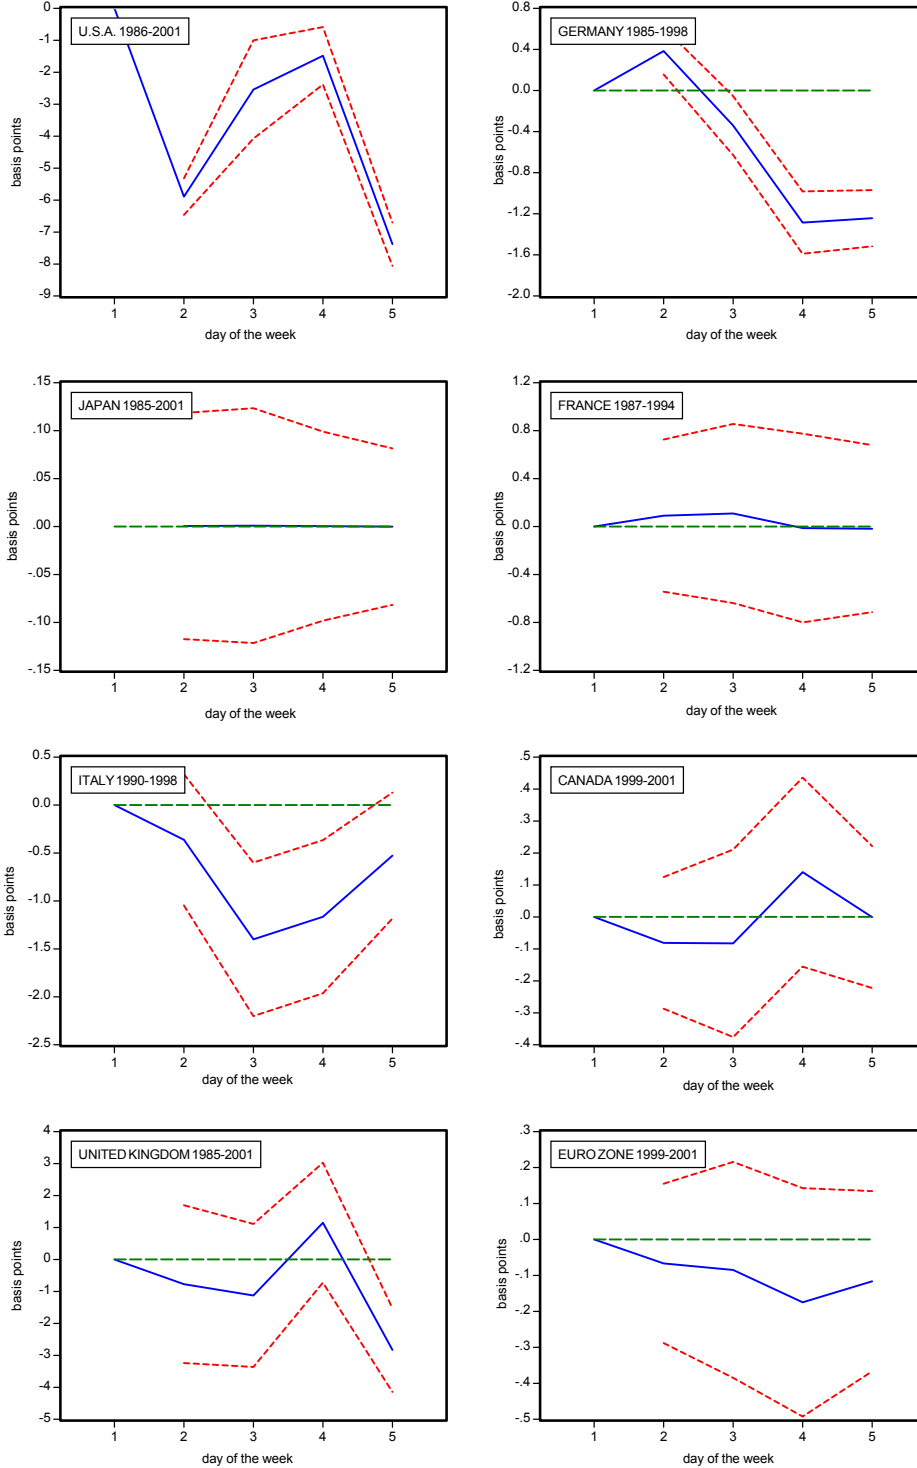 U.S.A. 1986-2001
basis points
0
-1
-2
-3
-4
-5
-6
-7
-8
-9
1 2 3 4 5
day of the week
GERMANY 1985-1998
basis points
0.8
0.4
0.0
-0.4
-0.8
-1.2
-1.6
-2.0
1 2 3 4 5
day of the week
JAPAN 1985-2001
basis points
.15
.10
.05
.00
-.05
-.10
-.15
1 2 3 4 5
day of the week
FRANCE 1987-1994
basis points
1.2
0.8
0.4
0.0
-0.4
-0.8
-1.2
1 2 3 4 5
day of the week
ITALY 1990-1998
basis points
0.5
0.0
-0.5
-1.0
-1.5
-2.0
-2.5
1 2 3 4 5
day of the week
CANADA 1999-2001
basis points
.5
.4
.3
.2
.1
.0
-.1
-.2
-.3
-.4
1 2 3 4 5
day of the week
UNITED KINGDOM 1985-2001
basis points
4
3
2
1
0
-1
-2
-3
-4
-5
1 2 3 4 5
day of the week
EURO ZONE 1999-2001
basis points
.3
.2
.1
.0
-.1
-.2
-.3
-.4
-.5
1 2 3 4 5
day of the week